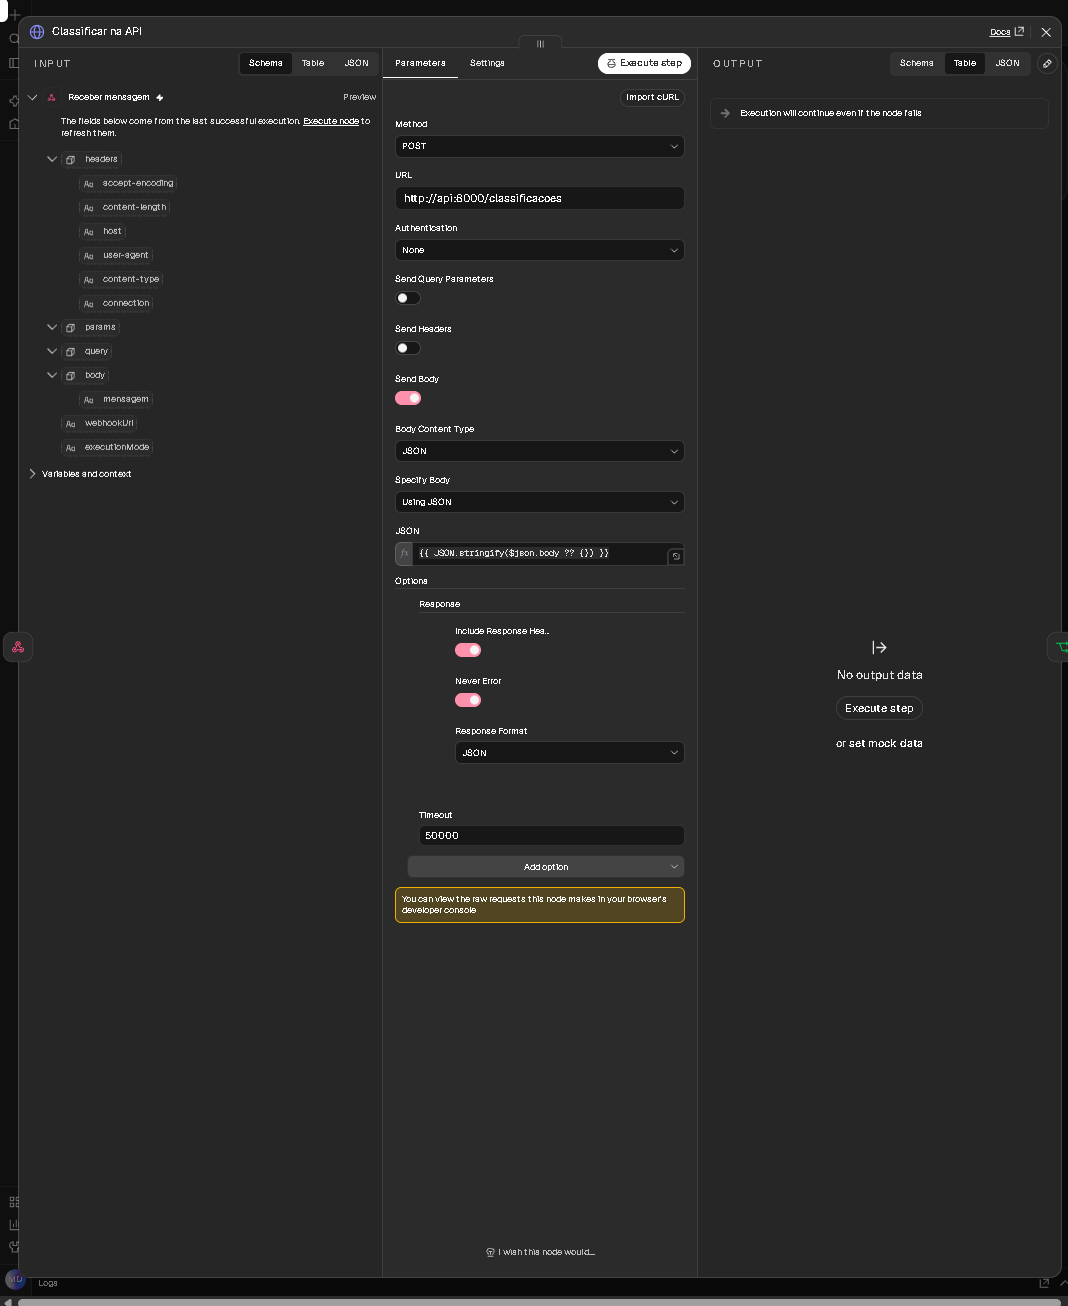 Classificar na API
Docs
INPUT
Schema
Table
JSON
Receber mensagem
Preview
The fields below come from the last successful execution. Execute node to
refresh them.
headers
accept-encoding
content-length
host
user-agent
content-type
connection
params
query
body
mensagem
webhookUrl
executionMode
Variables and context
Parameters
Settings
Execute step
Import cURL
Method
POST
URL
http://api:8000/classificacoes
Authentication
None
Send Query Parameters
Send Headers
Send Body
Body Content Type
JSON
Specify Body
Using JSON
JSON
fx
{{ JSON.stringify($json.body ?? {}) }}
Options
Response
Include Response Hea...
Never Error
Response Format
JSON
Timeout
50000
Add option
You can view the raw requests this node makes in your browser's
developer console
I wish this node would...
OUTPUT
Schema
Table
JSON
Execution will continue even if the node fails
No output data
Execute step
or set mock data
MD
Logs